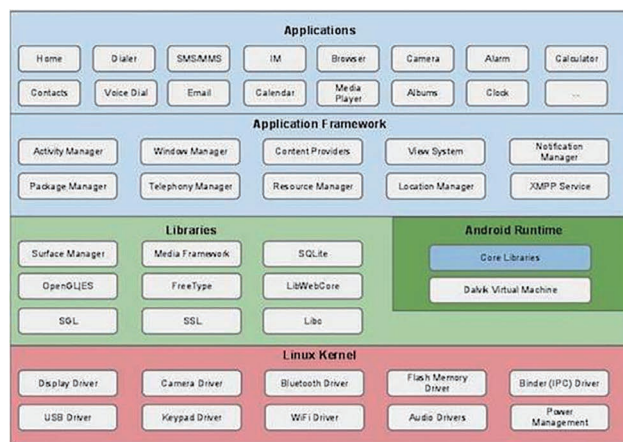 Applications
Home Dialer SMS/MMS IM Browser Camera Alarm Calculator
Contacts Voice Dial Email Calendar Media Player Albums Clock ...
Application Framework
Activity Manager Window Manager Content Providers View System Notification Manager
Package Manager Telephony Manager Resource Manager Location Manager XMPP Service
Libraries
Surface Manager Media Framework SQLite
OpenGL|ES FreeType LibWebCore
SGL SSL Libc
Android Runtime
Core Libraries
Dalvik Virtual Machine
Linux Kernel
Display Driver Camera Driver Bluetooth Driver Flash Memory Driver Binder (IPC) Driver
USB Driver Keypad Driver WiFi Driver Audio Drivers Power Management